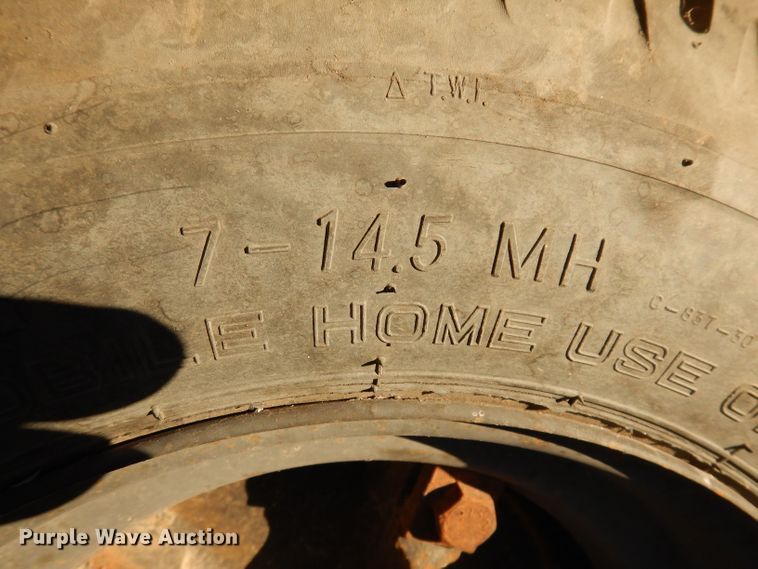 △ T.W.I.
7-14.5 MH
HOME USE
Purple Wave Auction